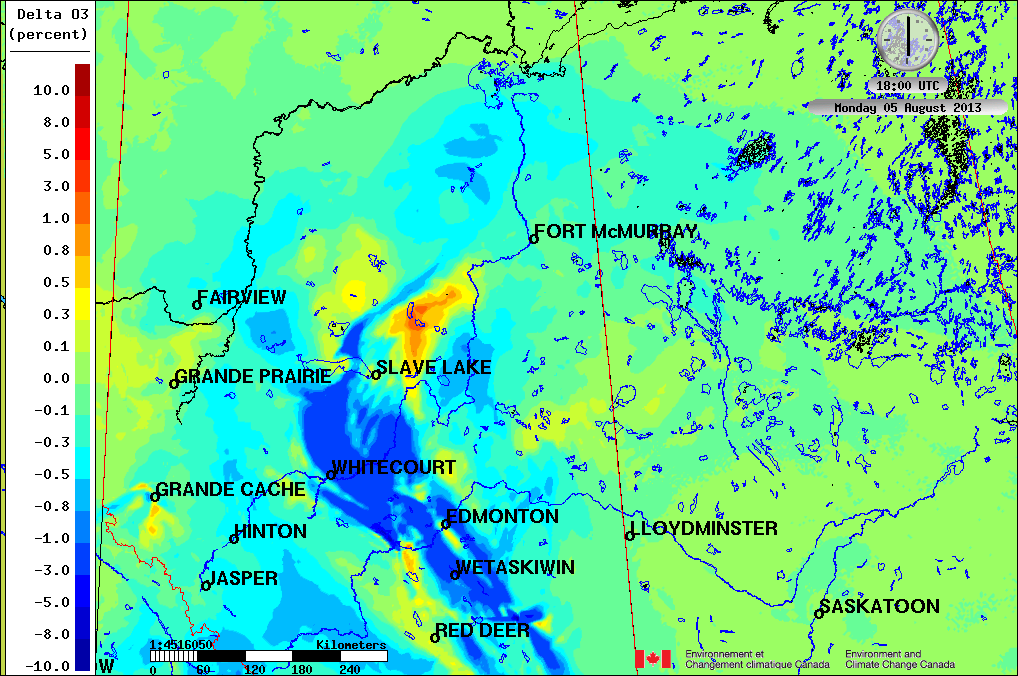 Delta O3
(percent)
10.0
8.0
5.0
3.0
1.0
0.8
0.5
0.3
0.1
0.0
-0.1
-0.3
-0.5
-0.8
-1.0
-3.0
-5.0
-8.0
-10.0
18:00 UTC
Monday 05 August 2013
FORT McMURRAY
FAIRVIEW
SLAVE LAKE
GRANDE PRAIRIE
WHITECOURT
GRANDE CACHE
EDMONTON
HINTON
LLOYDMINSTER
WETASKIWIN
JASPER
SASKATOON
RED DEER
1:4516050 Kilometers
W
0 60 120 180 240
Environnement et
Changement climatique Canada
Environment and
Climate Change Canada